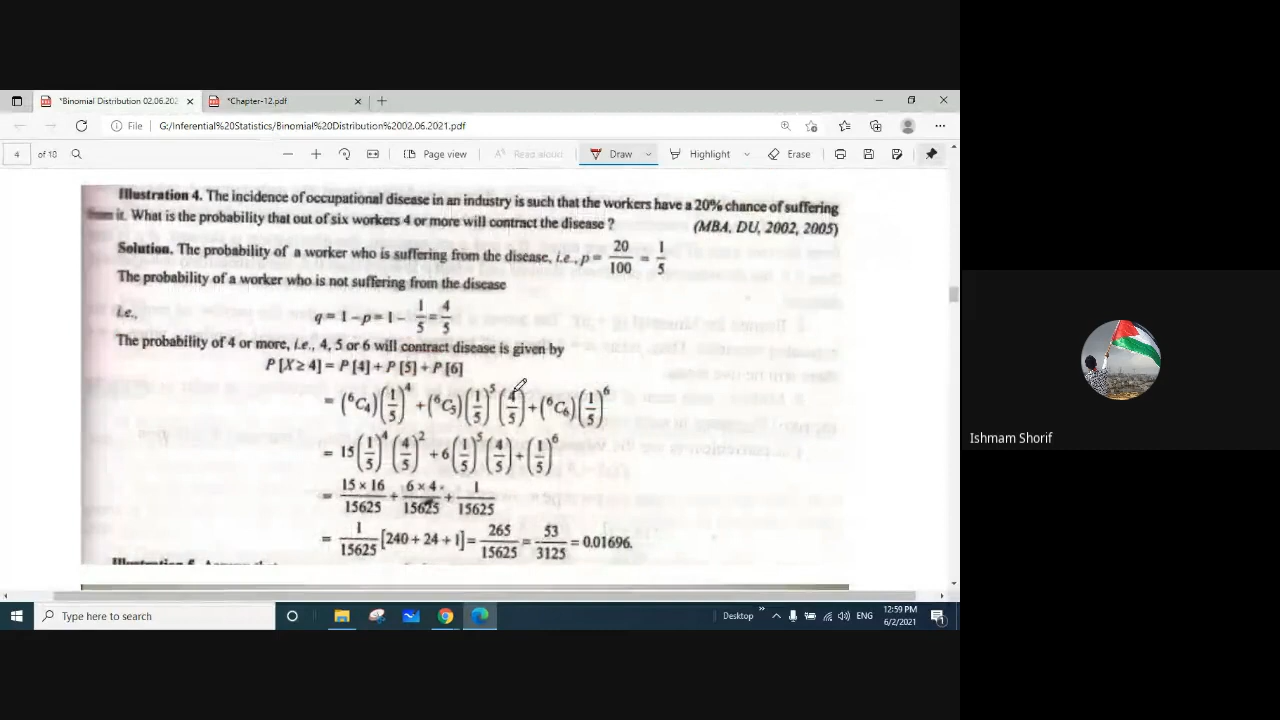 *Binomial Distribution 02.06.202
*Chapter-12.pdf
File | G:/Inferential%20Statistics/Binomial%20Distribution%2002.06.2021.pdf
4 of 10
Page view
Read aloud
Draw
Highlight
Erase
Illustration 4. The incidence of occupational disease in an industry is such that the workers have a 20% chance of suffering
from it. What is the probability that out of six workers 4 or more will contract the disease ? (MBA, DU, 2002, 2005)
Solution. The probability of a worker who is suffering from the disease, i.e., p = 20/100 = 1/5
The probability of a worker who is not suffering from the disease
i.e., q = 1 – p = 1 – 1/5 = 4/5
The probability of 4 or more, i.e., 4, 5 or 6 will contract disease is given by
P [X ≥ 4] = P [4] + P [5] + P [6]
= (⁶C₄) (1/5)⁴ + (⁶C₅) (1/5)⁵ (4/5) + (⁶C₆) (1/5)⁶
= 15 (1/5)⁴ (4/5)² + 6 (1/5)⁵ (4/5) + (1/5)⁶
= 15 × 16/15625 + 6 × 4/15625 + 1/15625
= 1/15625 [240 + 24 + 1] = 265/15625 = 53/3125 = 0.01696.
Ishmam Shorif
Type here to search
Desktop
ENG
12:59 PM
6/2/2021
1